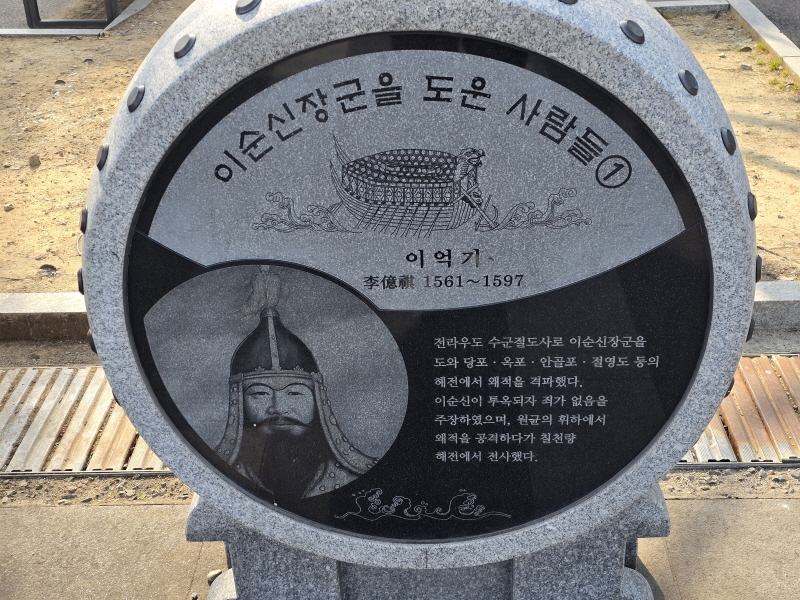 이순신장군을 도운 사람들①
이억기
李億祺 1561~1597
전라우도 수군절도사로 이순신장군을
도와 당포·옥포·안골포·절영도 등의
해전에서 왜적을 격파했다.
이순신이 투옥되자 죄가 없음을
주장하였으며, 원균의 휘하에서
왜적을 공격하다가 칠천량
해전에서 전사했다.